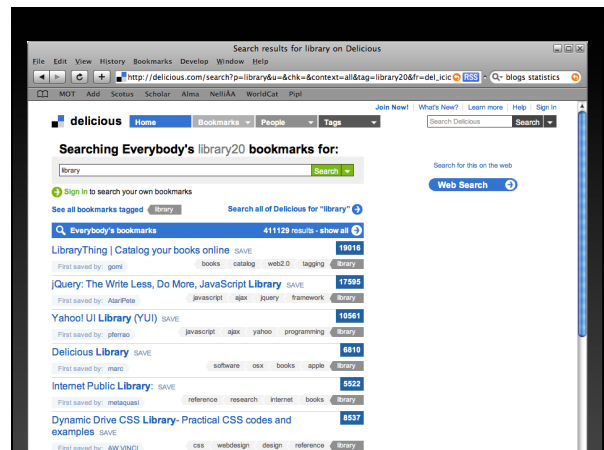 Search results for library on Delicious
File Edit View History Bookmarks Develop Window Help
http://delicious.com/search?p=library&u=&chk=&context=all&tag=library20&fr=del_icic RSS blogs statistics
MOT Add Scotus Scholar Alma NelliÅÄ WorldCat Pipl
Join Now! What's New? Learn more Help Sign In
delicious Home Bookmarks People Tags Search Delicious Search
Searching Everybody's library20 bookmarks for:
library Search
Search for this on the web
Sign in to search your own bookmarks
Web Search
See all bookmarks tagged library Search all of Delicious for "library"
Everybody's bookmarks 411129 results - show all
LibraryThing | Catalog your books online SAVE 19016
First saved by: gomi books catalog web2.0 tagging library
jQuery: The Write Less, Do More, JavaScript Library SAVE 17595
First saved by: AtariPete javascript ajax jquery framework library
Yahoo! UI Library (YUI) SAVE 10561
First saved by: pferrao javascript ajax yahoo programming library
Delicious Library SAVE 6810
First saved by: marc software osx books apple library
Internet Public Library: SAVE 5522
First saved by: metaquasi reference research internet books library
Dynamic Drive CSS Library- Practical CSS codes and 8537
examples SAVE
First saved by: AW.VINCI css webdesign design reference library